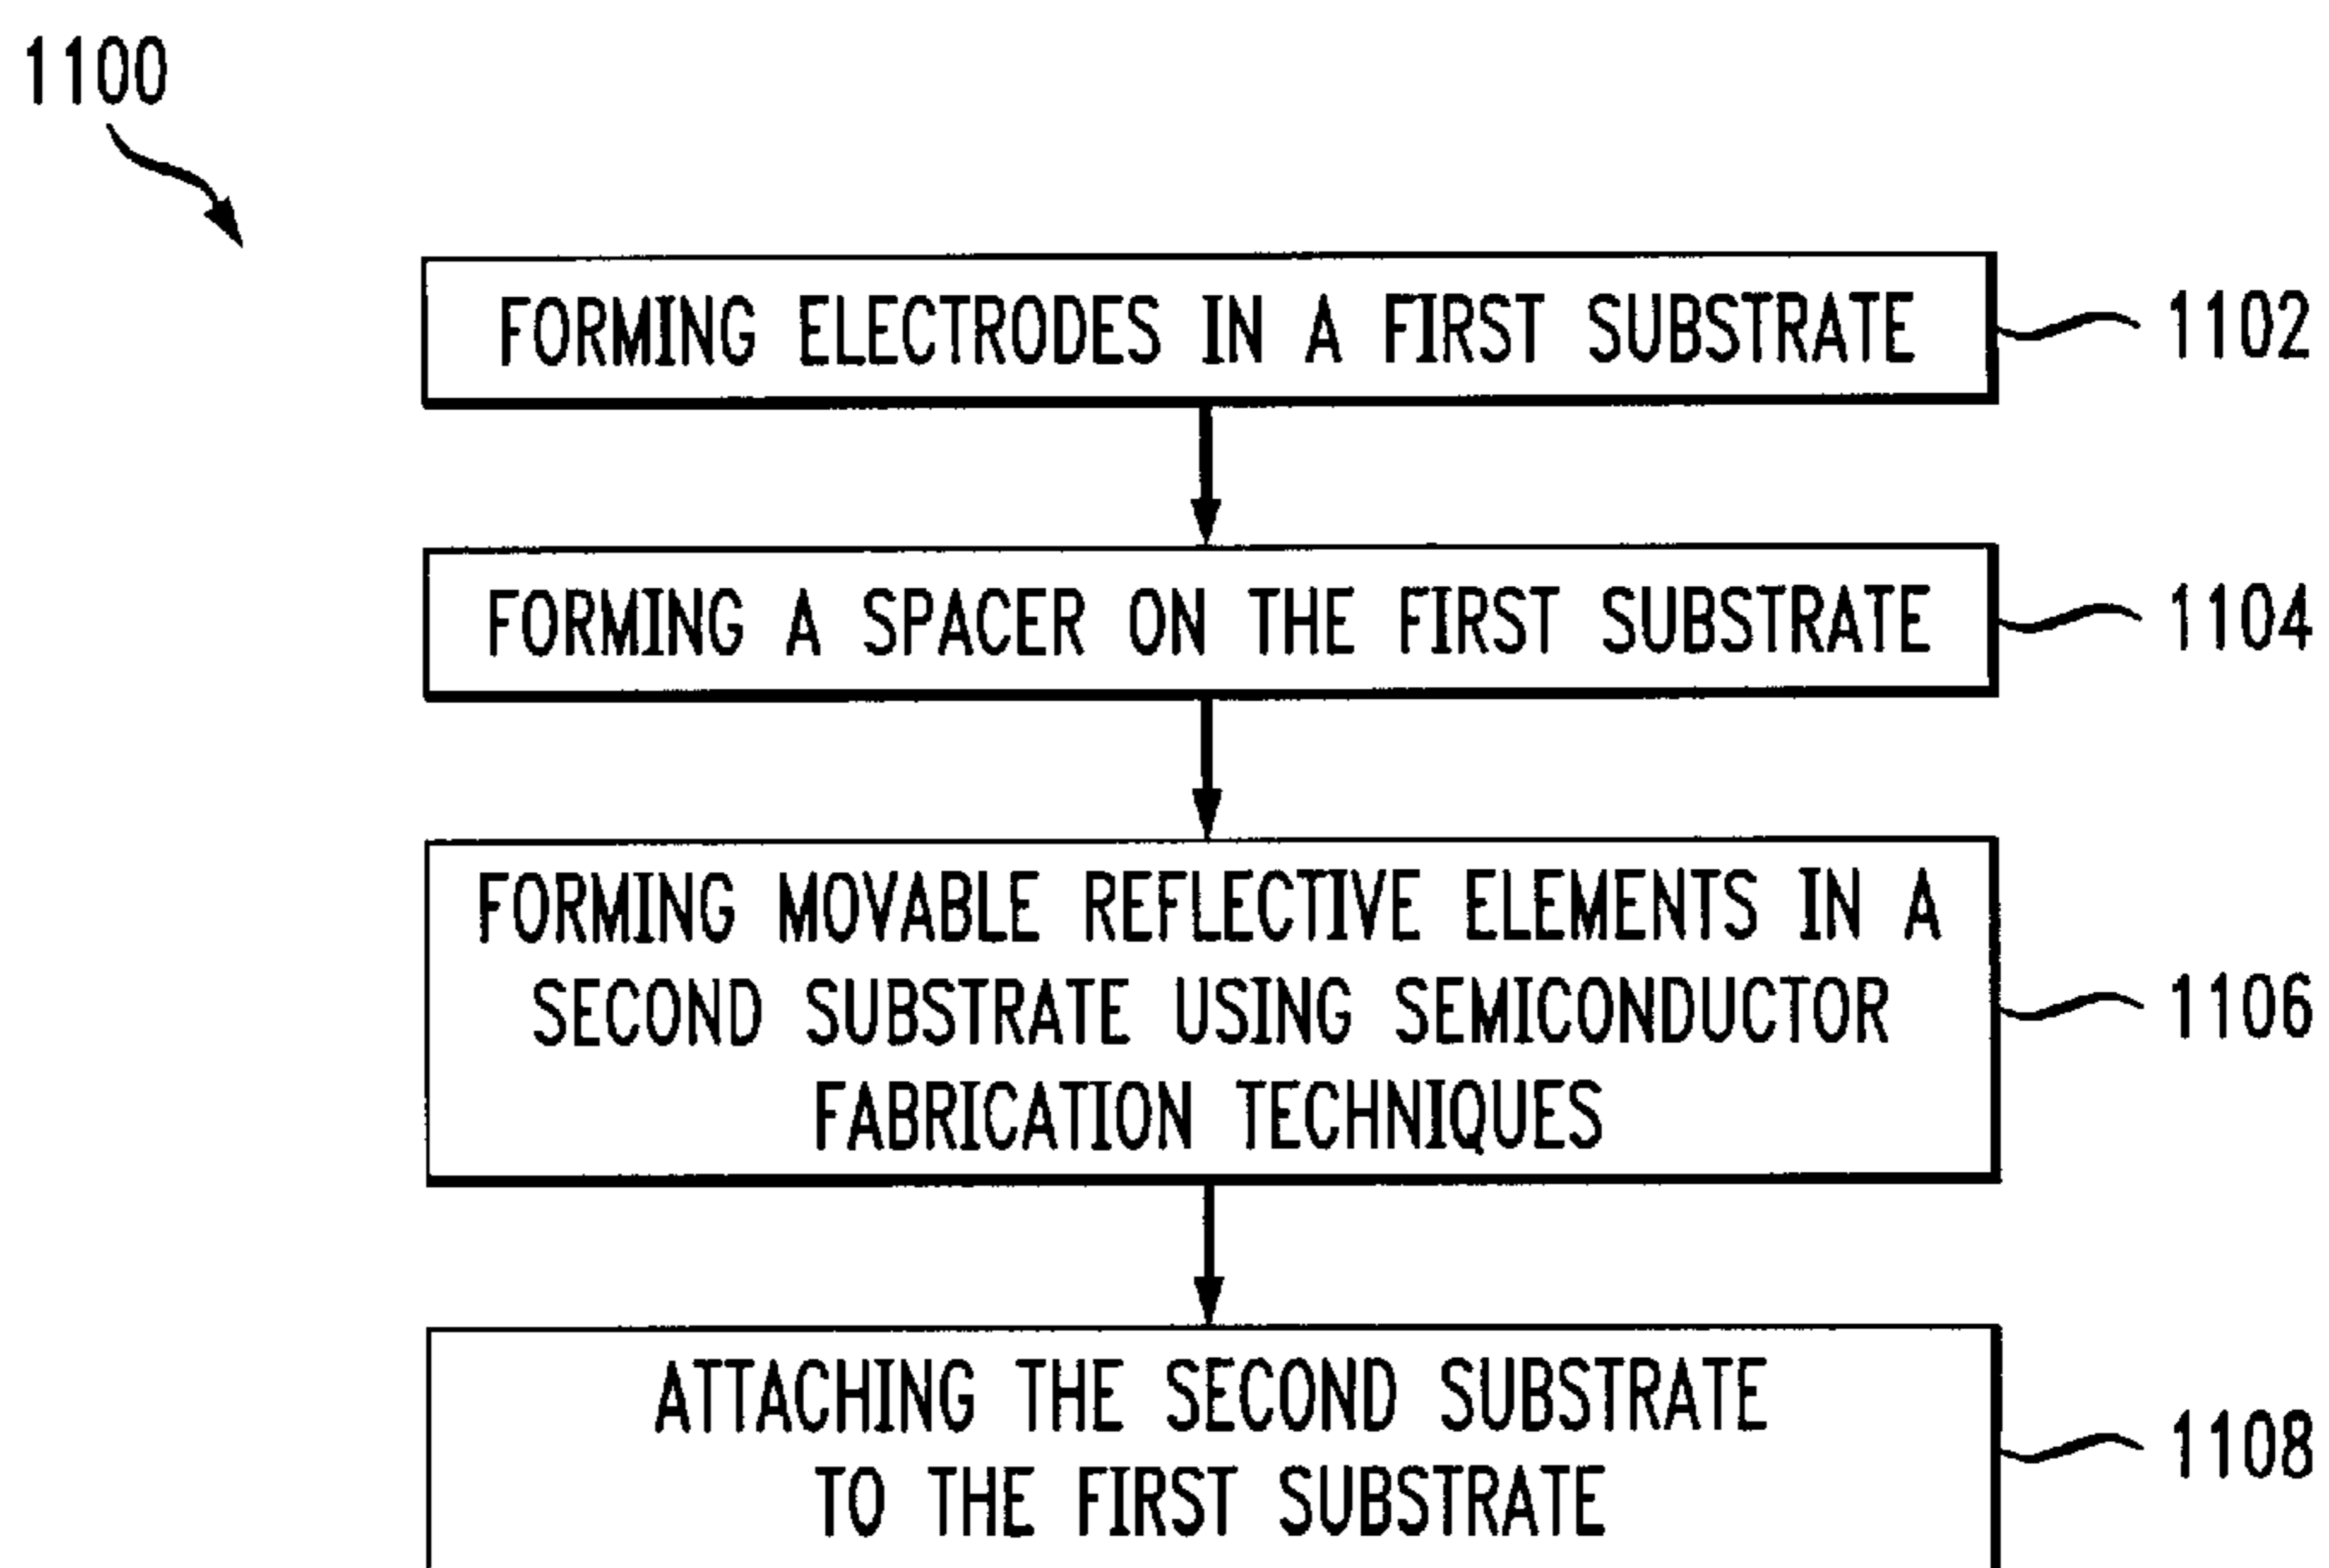 1100
FORMING ELECTRODES IN A FIRST SUBSTRATE
1102
FORMING A SPACER ON THE FIRST SUBSTRATE
1104
FORMING MOVABLE REFLECTIVE ELEMENTS IN A
SECOND SUBSTRATE USING SEMICONDUCTOR
FABRICATION TECHNIQUES
1106
ATTACHING THE SECOND SUBSTRATE
TO THE FIRST SUBSTRATE
1108